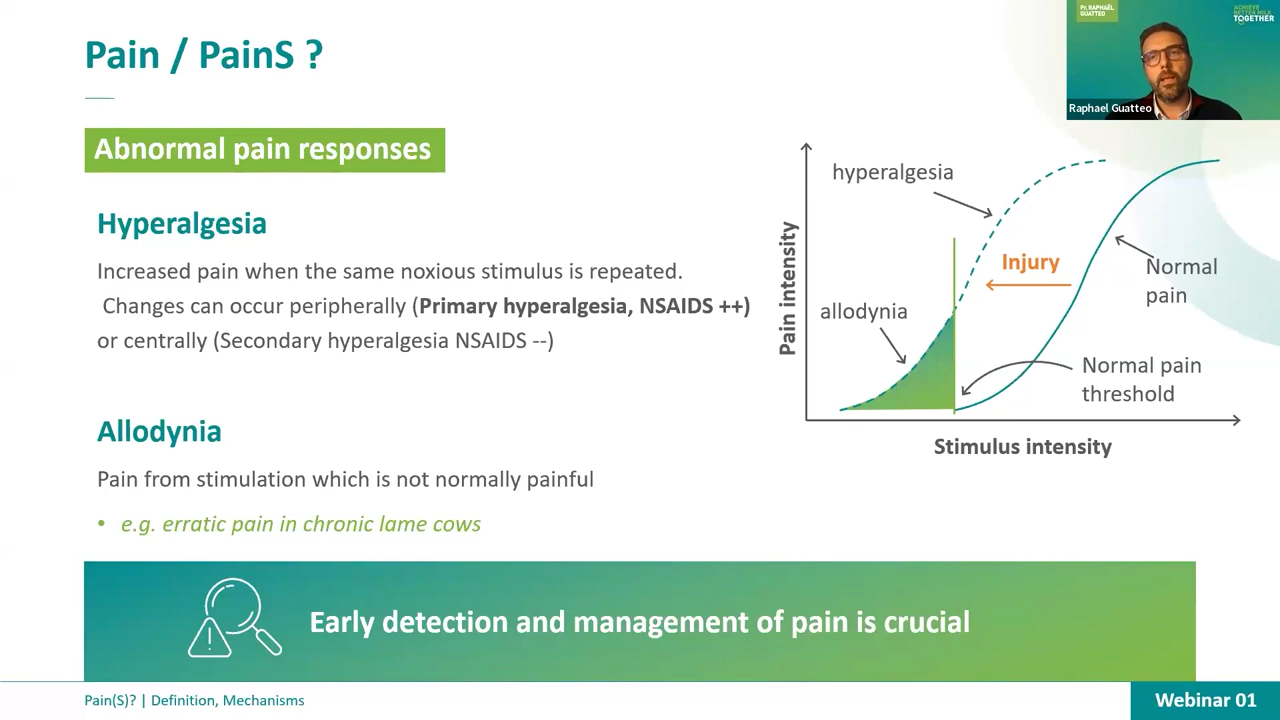 Pain / PainS ?
Pr. RAPHAËL
GUATTEO
ACHIEVE
BETTER MILK
TOGETHER
Raphael Guatteo
Abnormal pain responses
Hyperalgesia
Increased pain when the same noxious stimulus is repeated.
Changes can occur peripherally (Primary hyperalgesia, NSAIDS ++)
or centrally (Secondary hyperalgesia NSAIDS --)
Allodynia
Pain from stimulation which is not normally painful
• e.g. erratic pain in chronic lame cows
Pain intensity
hyperalgesia
allodynia
Injury
Normal
pain
Normal pain
threshold
Stimulus intensity
Early detection and management of pain is crucial
Pain(S)? | Definition, Mechanisms
Webinar 01